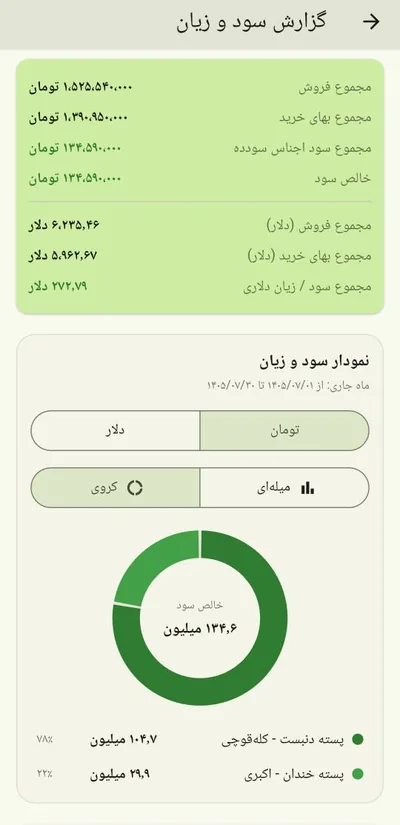 گزارش سود و زیان
مجموع فروش ۱،۵۲۵،۵۴۰،۰۰۰ تومان
مجموع بهای خرید ۱،۳۹۰،۹۵۰،۰۰۰ تومان
مجموع سود اجناس سودده ۱۳۴،۵۹۰،۰۰۰ تومان
خالص سود ۱۳۴،۵۹۰،۰۰۰ تومان
مجموع فروش (دلار) ۶،۲۳۵,۴۶ دلار
مجموع بهای خرید (دلار) ۵،۹۶۲,۶۷ دلار
مجموع سود / زیان دلاری ۲۷۲,۷۹ دلار
نمودار سود و زیان
ماه جاری: از ۱۴۰۵/۰۷/۰۱ تا ۱۴۰۵/۰۷/۳۰
تومان دلار
میله‌ای کروی
خالص سود
۱۳۴,۶ میلیون
پسته دنبست - کله‌قوچی ۱۰۴,۷ میلیون ۷۸٪
پسته خندان - اکبری ۲۹,۹ میلیون ۲۲٪